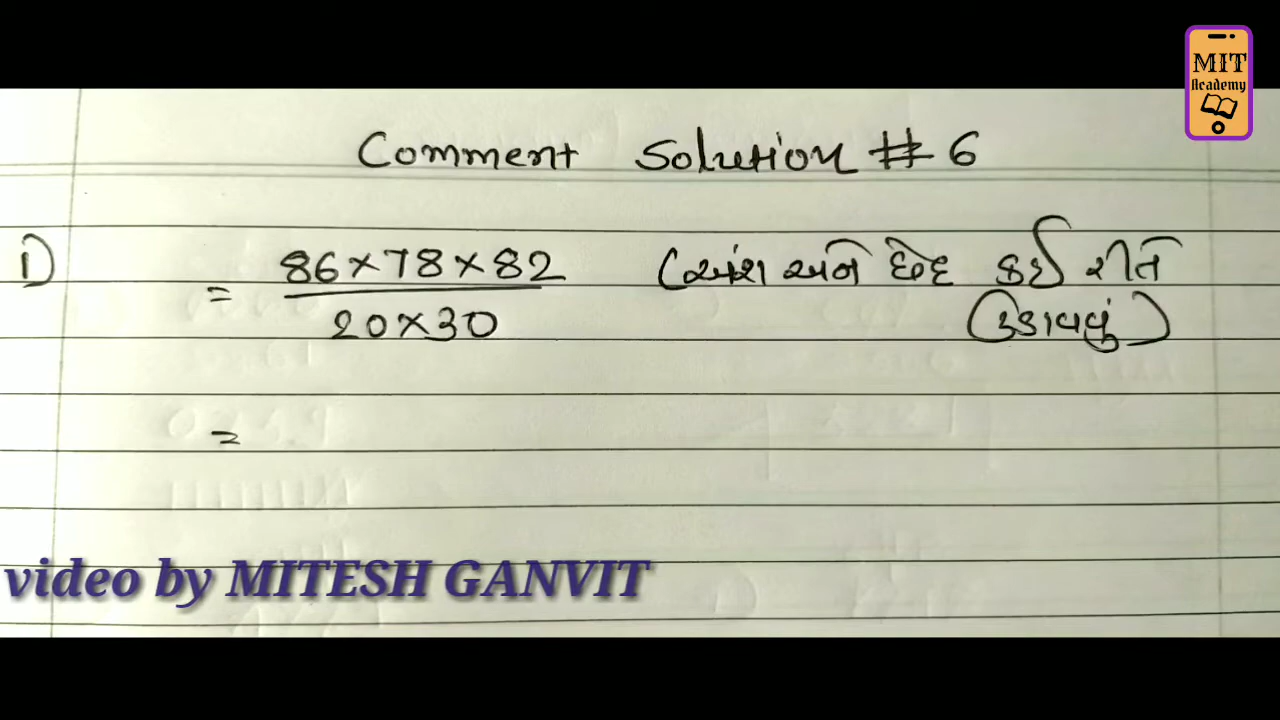 MIT
Academy
Comment Solution # 6
1) = 86×78×82 (અંશ અને છેદ કઈ રીતે
20×30 (ઉડાવવું)
=
video by MITESH GANVIT